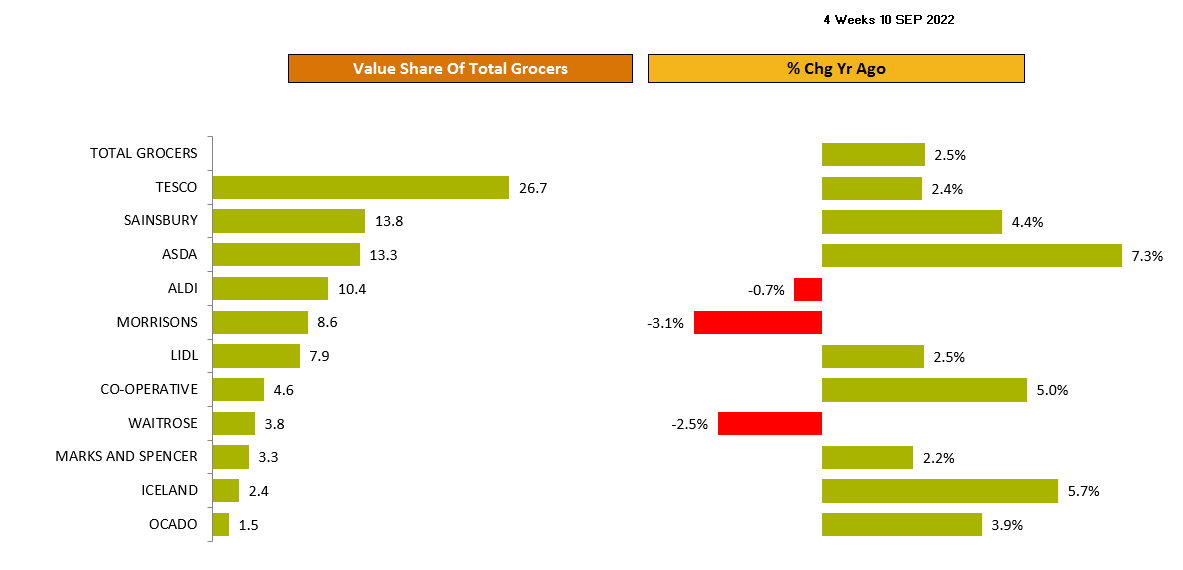 4 Weeks 10 SEP 2022
Value Share Of Total Grocers
% Chg Yr Ago
TOTAL GROCERS 2.5%
TESCO 26.7 2.4%
SAINSBURY 13.8 4.4%
ASDA 13.3 7.3%
ALDI 10.4 -0.7%
MORRISONS 8.6 -3.1%
LIDL 7.9 2.5%
CO-OPERATIVE 4.6 5.0%
WAITROSE 3.8 -2.5%
MARKS AND SPENCER 3.3 2.2%
ICELAND 2.4 5.7%
OCADO 1.5 3.9%